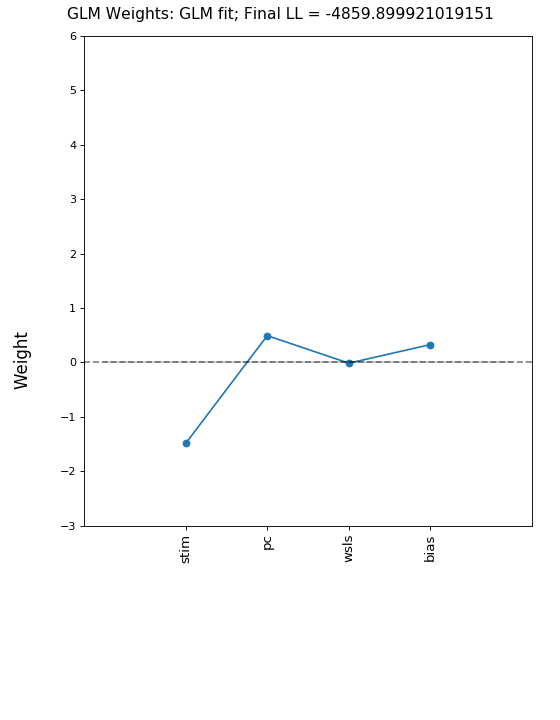 GLM Weights: GLM fit; Final LL = -4859.899921019151
6
5
4
3
2
1
0
−1
−2
−3
Weight
stim
pc
wsls
bias